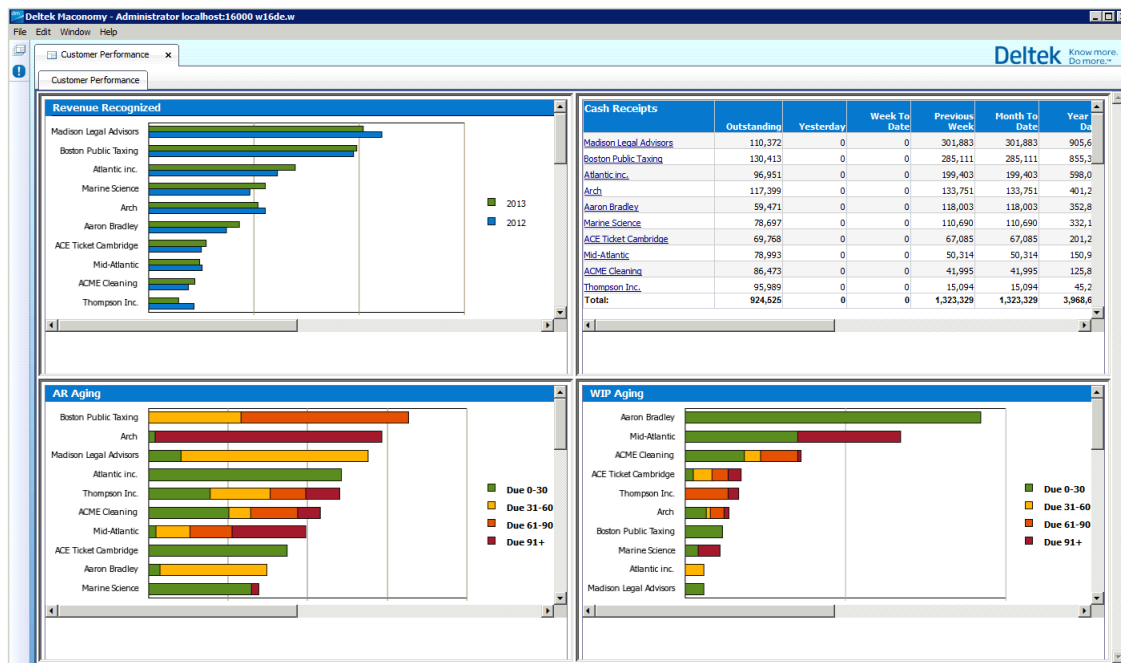 Deltek Maconomy - Administrator localhost:16000 w16de.w
File Edit Window Help
Customer Performance x
Deltek Know more. Do more.™
Customer Performance
Revenue Recognized
Madison Legal Advisors
Boston Public Taxing
Atlantic inc.
Marine Science
Arch
Aaron Bradley
ACE Ticket Cambridge
Mid-Atlantic
ACME Cleaning
Thompson Inc.
2013
2012
Cash Receipts
Outstanding Yesterday Week To Date Previous Week Month To Date Year Da
Madison Legal Advisors 110,372 0 0 301,883 301,883 905,6
Boston Public Taxing 130,413 0 0 285,111 285,111 855,3
Atlantic inc. 96,951 0 0 199,403 199,403 598,0
Arch 117,399 0 0 133,751 133,751 401,2
Aaron Bradley 59,471 0 0 118,003 118,003 352,8
Marine Science 78,697 0 0 110,690 110,690 332,1
ACE Ticket Cambridge 69,768 0 0 67,085 67,085 201,2
Mid-Atlantic 78,993 0 0 50,314 50,314 150,9
ACME Cleaning 86,473 0 0 41,995 41,995 125,8
Thompson Inc. 95,989 0 0 15,094 15,094 45,2
Total: 924,525 0 0 1,323,329 1,323,329 3,968,6
AR Aging
Boston Public Taxing
Arch
Madison Legal Advisors
Atlantic inc.
Thompson Inc.
ACME Cleaning
Mid-Atlantic
ACE Ticket Cambridge
Aaron Bradley
Marine Science
Due 0-30
Due 31-60
Due 61-90
Due 91+
WIP Aging
Aaron Bradley
Mid-Atlantic
ACME Cleaning
ACE Ticket Cambridge
Thompson Inc.
Arch
Boston Public Taxing
Marine Science
Atlantic inc.
Madison Legal Advisors
Due 0-30
Due 31-60
Due 61-90
Due 91+